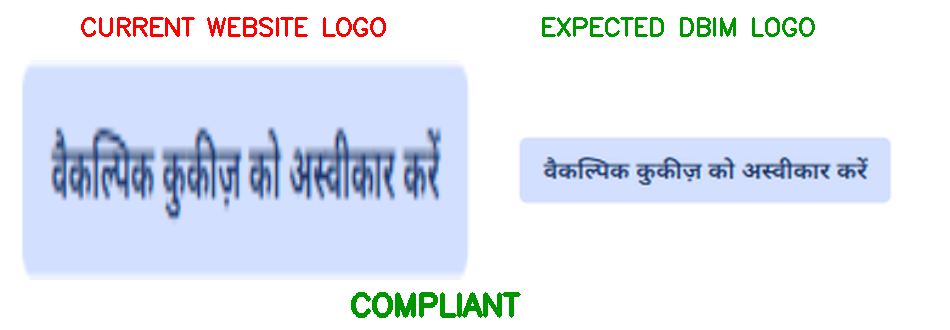 CURRENT WEBSITE LOGO
EXPECTED DBIM LOGO
वैकल्पिक कुकीज़ को अस्वीकार करें
वैकल्पिक कुकीज़ को अस्वीकार करें
COMPLIANT